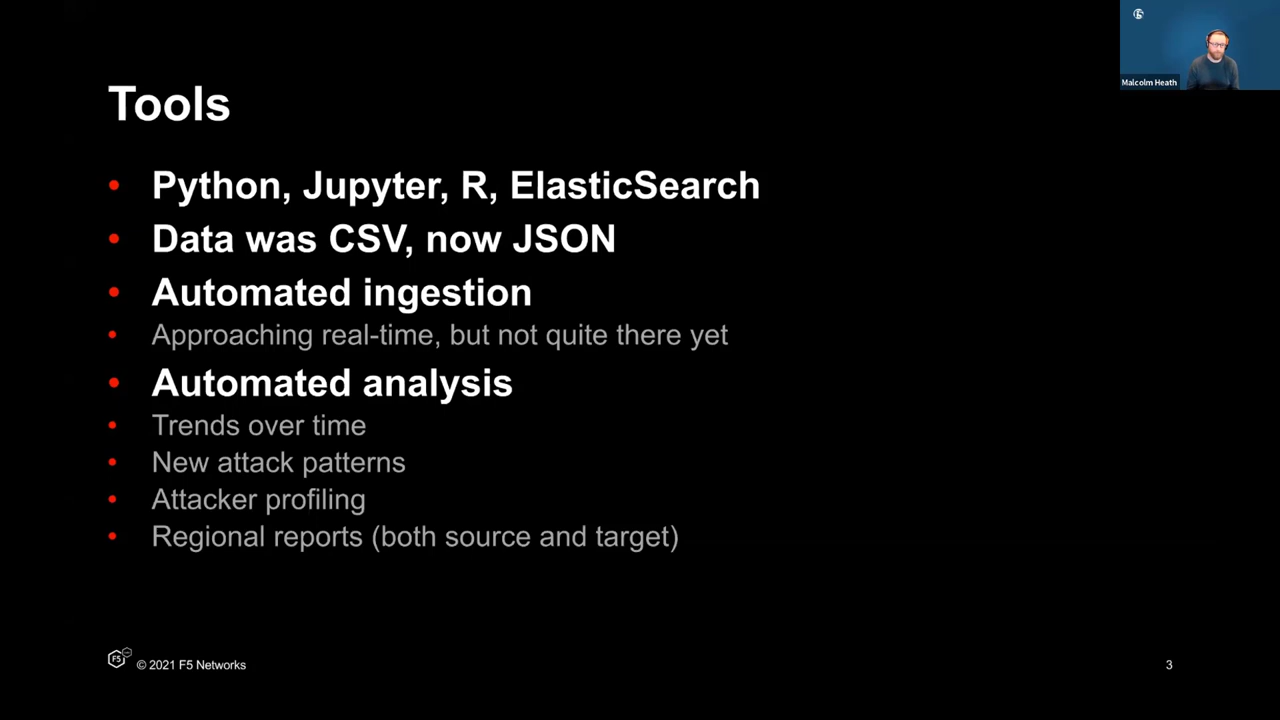 Malcolm Heath
Tools
• Python, Jupyter, R, ElasticSearch
• Data was CSV, now JSON
• Automated ingestion
• Approaching real-time, but not quite there yet
• Automated analysis
• Trends over time
• New attack patterns
• Attacker profiling
• Regional reports (both source and target)
F5
© 2021 F5 Networks
3